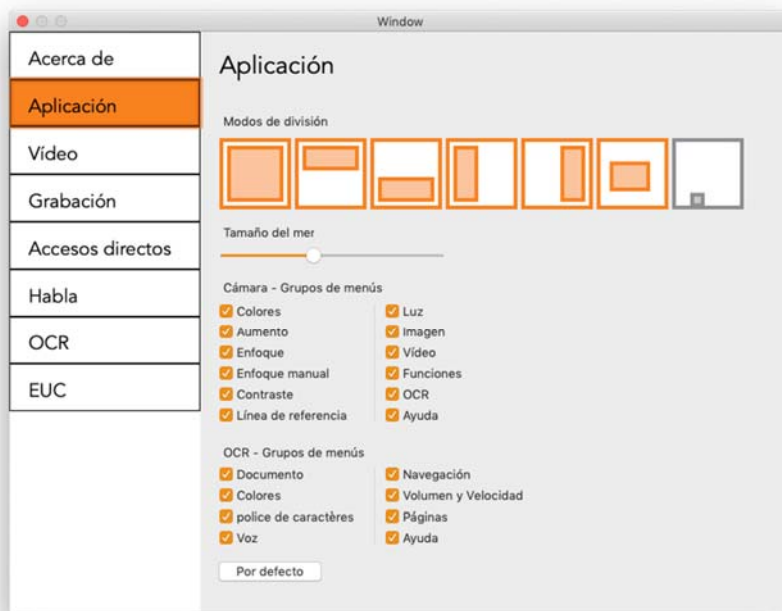 Window
Acerca de
Aplicación
Vídeo
Grabación
Accesos directos
Habla
OCR
EUC
Aplicación
Modos de división
Tamaño del mer
Cámara - Grupos de menús
Colores
Aumento
Enfoque
Enfoque manual
Contraste
Línea de referencia
Luz
Imagen
Vídeo
Funciones
OCR
Ayuda
OCR - Grupos de menús
Documento
Colores
police de caractères
Voz
Navegación
Volumen y Velocidad
Páginas
Ayuda
Por defecto